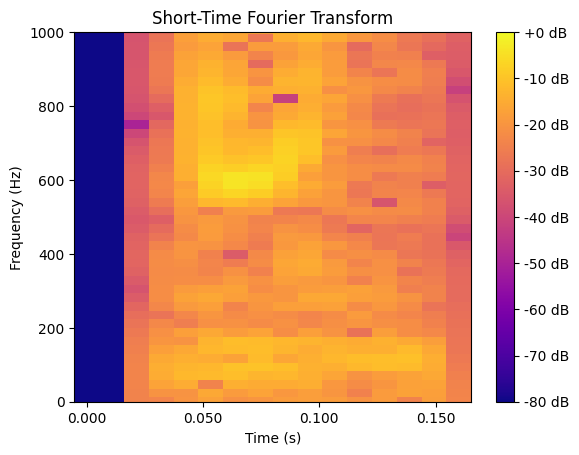 Short-Time Fourier Transform
1000
800
600
400
200
0
Frequency (Hz)
0.000
0.050
0.100
0.150
Time (s)
+0 dB
-10 dB
-20 dB
-30 dB
-40 dB
-50 dB
-60 dB
-70 dB
-80 dB